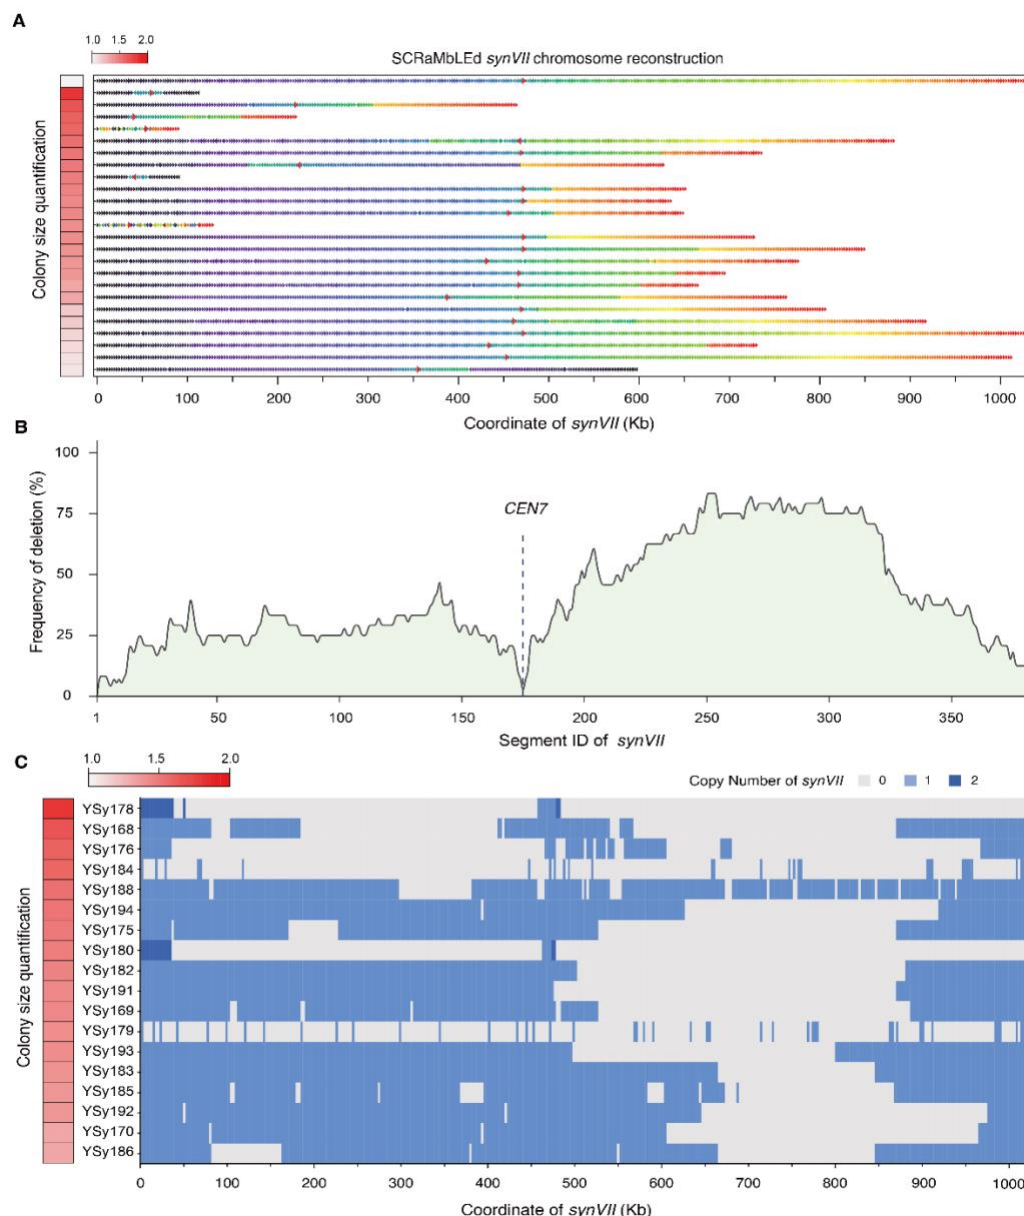 A
1.0 1.5 2.0
SCRaMbLEd synVII chromosome reconstruction
Colony size quantification
0 100 200 300 400 500 600 700 800 900 1000
Coordinate of synVII (Kb)
B
Frequency of deletion (%)
100
75
50
25
0
CEN7
1 50 100 150 200 250 300 350
Segment ID of synVII
C
1.0 1.5 2.0
Copy Number of synVII 0 1 2
Colony size quantification
YSy178
YSy168
YSy176
YSy184
YSy188
YSy194
YSy175
YSy180
YSy182
YSy191
YSy169
YSy179
YSy193
YSy183
YSy185
YSy192
YSy170
YSy186
0 100 200 300 400 500 600 700 800 900 1000
Coordinate of synVII (Kb)